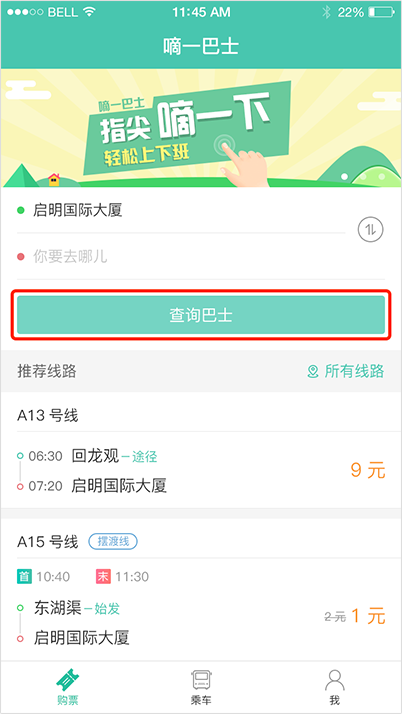 BELL 11:45 AM 22%
嘀一巴士
嘀一巴士
指尖嘀一下
轻松上下班
启明国际大厦
你要去哪儿
查询巴士
推荐线路 所有线路
A13 号线
06:30 回龙观 –途径
9 元
07:20 启明国际大厦
A15 号线 摆渡线
首 10:40 末 11:30
东湖渠 –始发
2 元 1 元
启明国际大厦
购票 乘车 我